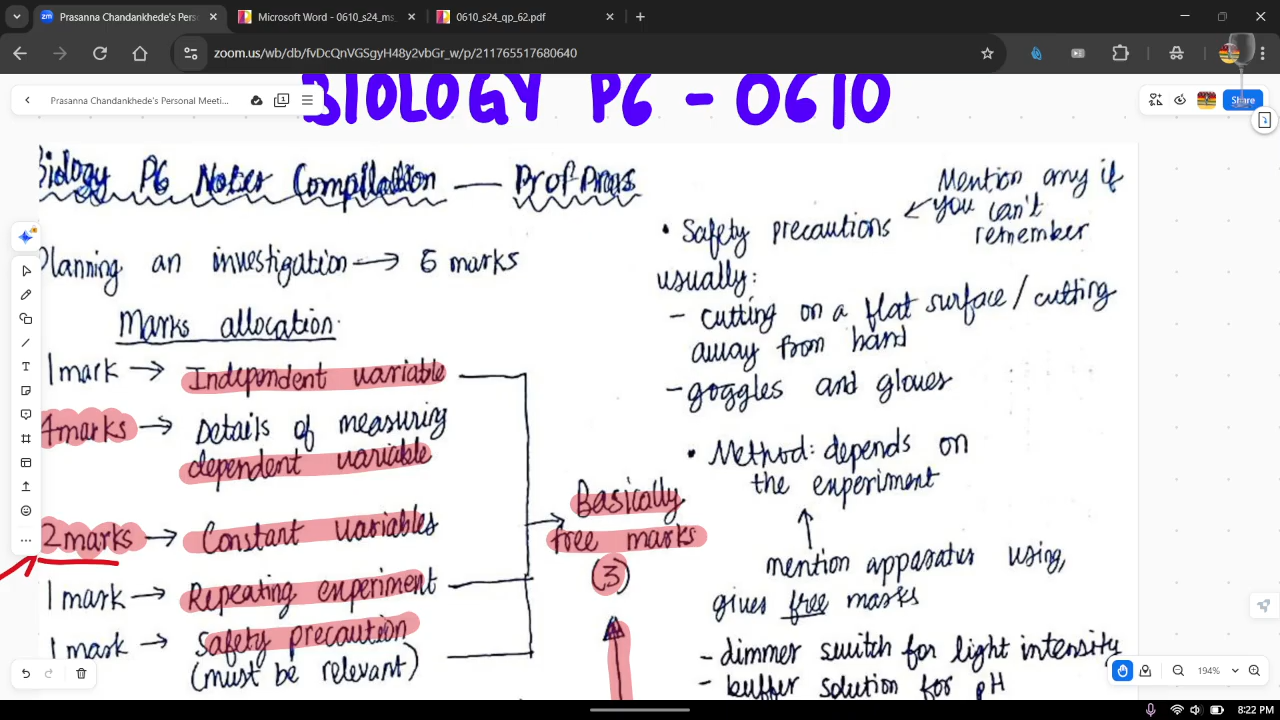 Prasanna Chandankhede's Pers
Microsoft Word - 0610_s24_ms_
0610_s24_qp_62.pdf
zoom.us/wb/db/fvDcQnVGSgyH48y2vbGr_w/p/211765517680640
BIOLOGY P6 - 0610
Prasanna Chandankhede's Personal Meeti...
1
Share
Biology P6 Notes Compilation — Prof Pras
Planning an investigation → 6 marks
Marks allocation
1 mark → Independent variable
4 marks → Details of measuring
dependent variable
2 marks → Constant variables
1 mark → Repeating experiment
1 mark → Safety precaution
(must be relevant)
Basically
free marks
(3)
Mention any if
you can't
remember
• Safety precautions
usually:
- cutting on a flat surface/cutting
away from hand
- goggles and gloves
• Method: depends on
the experiment
mention apparatus using,
gives free marks
- dimmer switch for light intensity
- buffer solution for pH
194%
8:22 PM